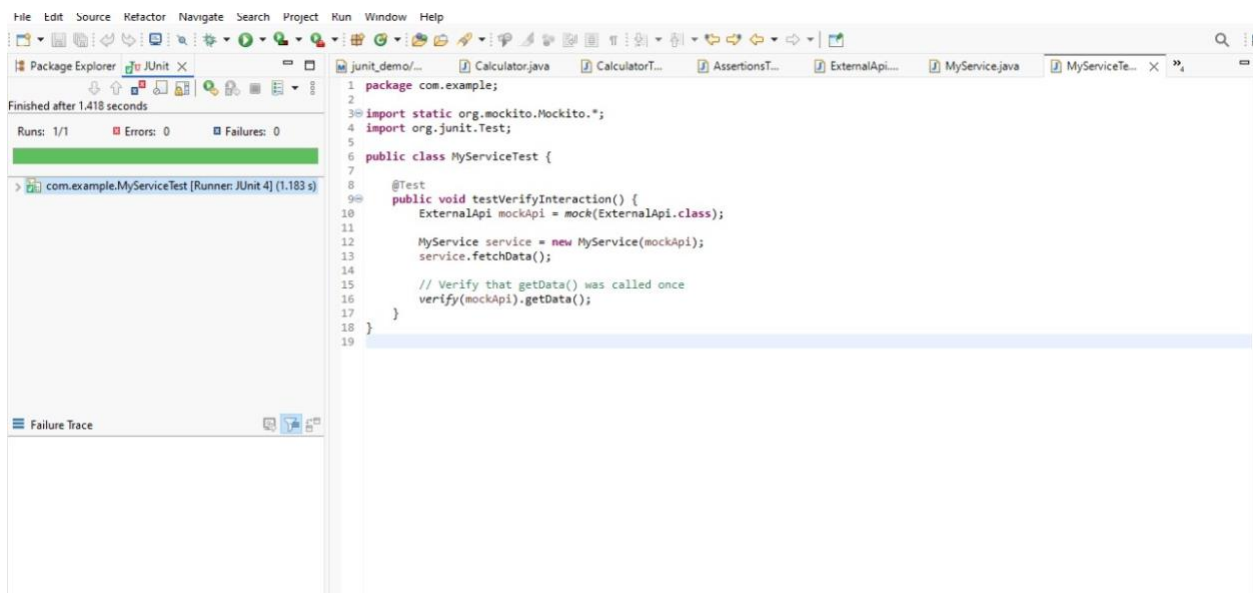 File Edit Source Refactor Navigate Search Project Run Window Help
Package Explorer JUnit
junit_demo/... Calculator.java CalculatorT... AssertionsT... ExternalApi.... MyService.java MyServiceTe... 4
Finished after 1.418 seconds
Runs: 1/1 Errors: 0 Failures: 0
com.example.MyServiceTest [Runner: JUnit 4] (1.183 s)
Failure Trace
1 package com.example;
2
3 import static org.mockito.Mockito.*;
4 import org.junit.Test;
5
6 public class MyServiceTest {
7
8 @Test
9 public void testVerifyInteraction() {
10 ExternalApi mockApi = mock(ExternalApi.class);
11
12 MyService service = new MyService(mockApi);
13 service.fetchData();
14
15 // Verify that getData() was called once
16 verify(mockApi).getData();
17 }
18 }
19